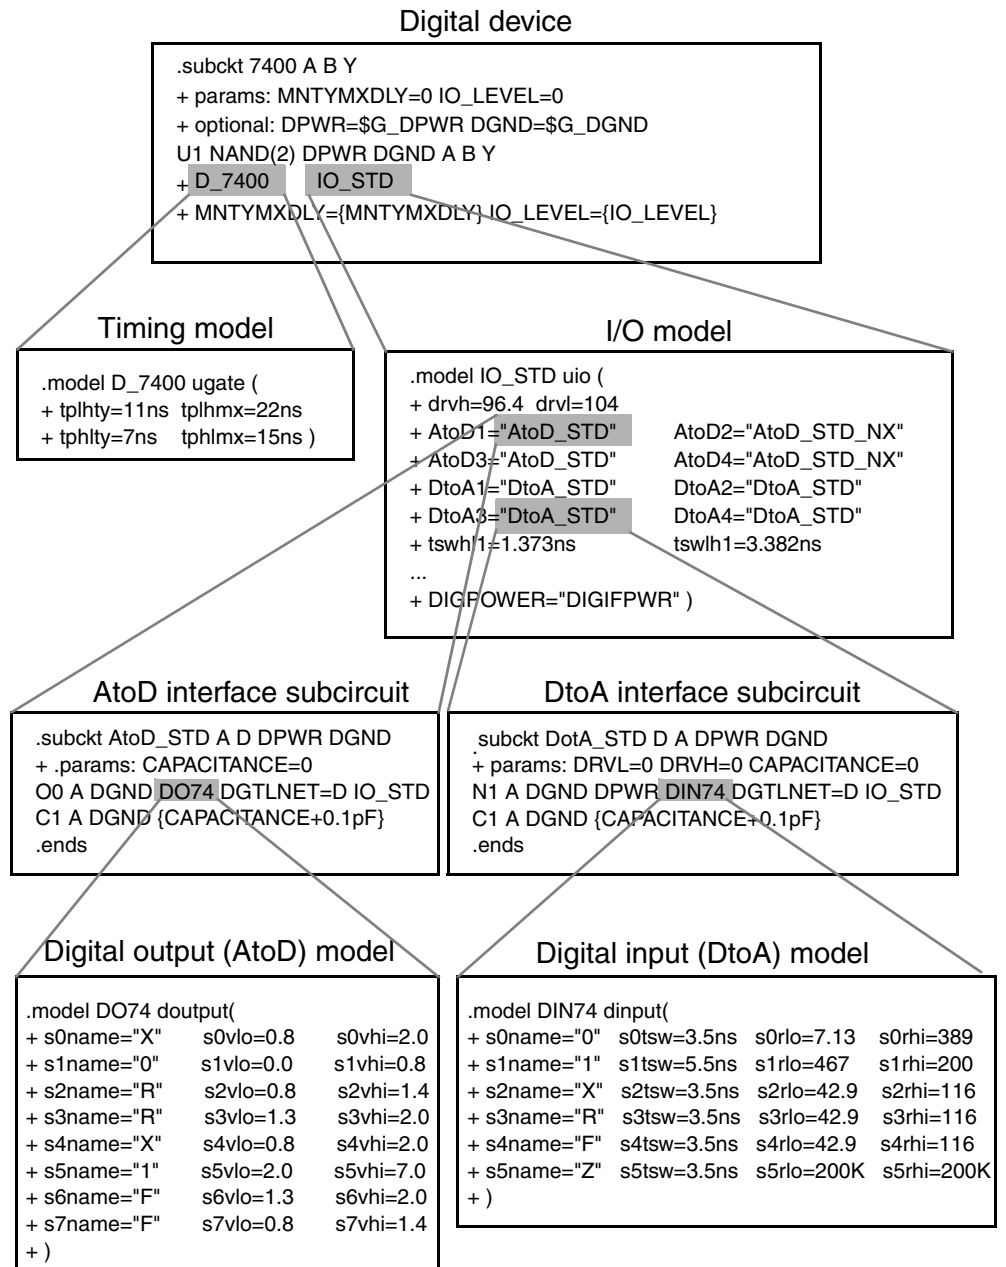 Digital device
.subckt 7400 A B Y
+ params: MNTYMXDLY=0 IO_LEVEL=0
+ optional: DPWR=$G_DPWR DGND=$G_DGND
U1 NAND(2) DPWR DGND A B Y
+ D_7400 IO_STD
+ MNTYMXDLY={MNTYMXDLY} IO_LEVEL={IO_LEVEL}
Timing model
.model D_7400 ugate (
+ tplhty=11ns tplhmx=22ns
+ tphlty=7ns tphlmx=15ns )
I/O model
.model IO_STD uio (
+ drvh=96.4 drvl=104
+ AtoD1="AtoD_STD" AtoD2="AtoD_STD_NX"
+ AtoD3="AtoD_STD" AtoD4="AtoD_STD_NX"
+ DtoA1="DtoA_STD" DtoA2="DtoA_STD"
+ DtoA3="DtoA_STD" DtoA4="DtoA_STD"
+ tswhl1=1.373ns tswlh1=3.382ns
...
+ DIGPOWER="DIGIFPWR" )
AtoD interface subcircuit
.subckt AtoD_STD A D DPWR DGND
+ .params: CAPACITANCE=0
O0 A DGND DO74 DGTLNET=D IO_STD
C1 A DGND {CAPACITANCE+0.1pF}
.ends
DtoA interface subcircuit
.subckt DotA_STD D A DPWR DGND
+ params: DRVL=0 DRVH=0 CAPACITANCE=0
N1 A DGND DPWR DIN74 DGTLNET=D IO_STD
C1 A DGND {CAPACITANCE+0.1pF}
.ends
Digital output (AtoD) model
.model DO74 doutput(
+ s0name="X" s0vlo=0.8 s0vhi=2.0
+ s1name="0" s1vlo=0.0 s1vhi=0.8
+ s2name="R" s2vlo=0.8 s2vhi=1.4
+ s3name="R" s3vlo=1.3 s3vhi=2.0
+ s4name="X" s4vlo=0.8 s4vhi=2.0
+ s5name="1" s5vlo=2.0 s5vhi=7.0
+ s6name="F" s6vlo=1.3 s6vhi=2.0
+ s7name="F" s7vlo=0.8 s7vhi=1.4
+ )
Digital input (DtoA) model
.model DIN74 dinput(
+ s0name="0" s0tsw=3.5ns s0rlo=7.13 s0rhi=389
+ s1name="1" s1tsw=5.5ns s1rlo=467 s1rhi=200
+ s2name="X" s2tsw=3.5ns s2rlo=42.9 s2rhi=116
+ s3name="R" s3tsw=3.5ns s3rlo=42.9 s3rhi=116
+ s4name="F" s4tsw=3.5ns s4rlo=42.9 s4rhi=116
+ s5name="Z" s5tsw=3.5ns s5rlo=200K s5rhi=200K
+ )